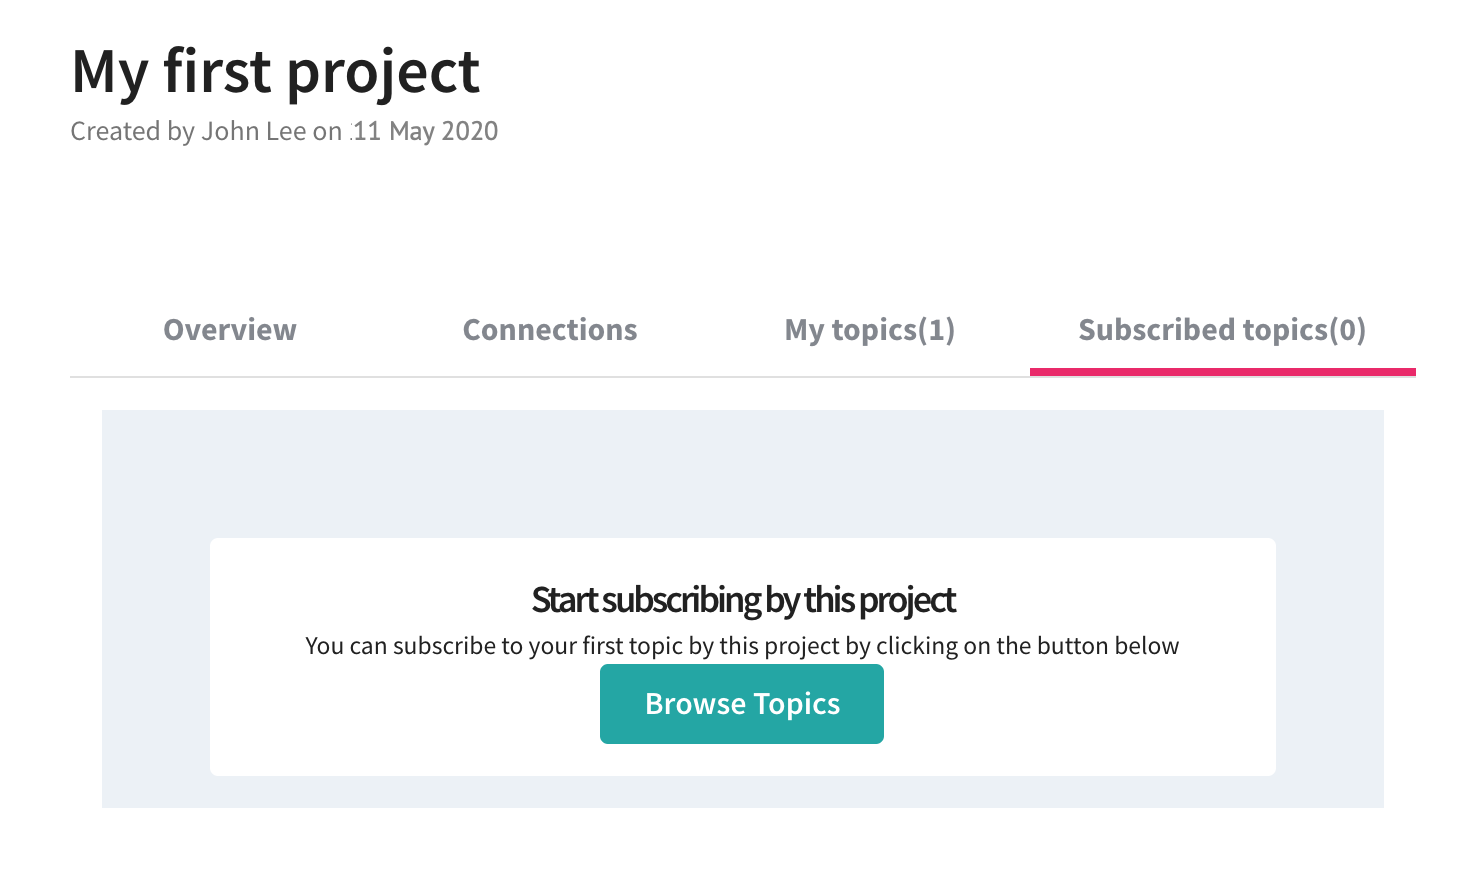 My first project
Created by John Lee on 11 May 2020
Overview
Connections
My topics(1)
Subscribed topics(0)
Start subscribing by this project
You can subscribe to your first topic by this project by clicking on the button below
Browse Topics